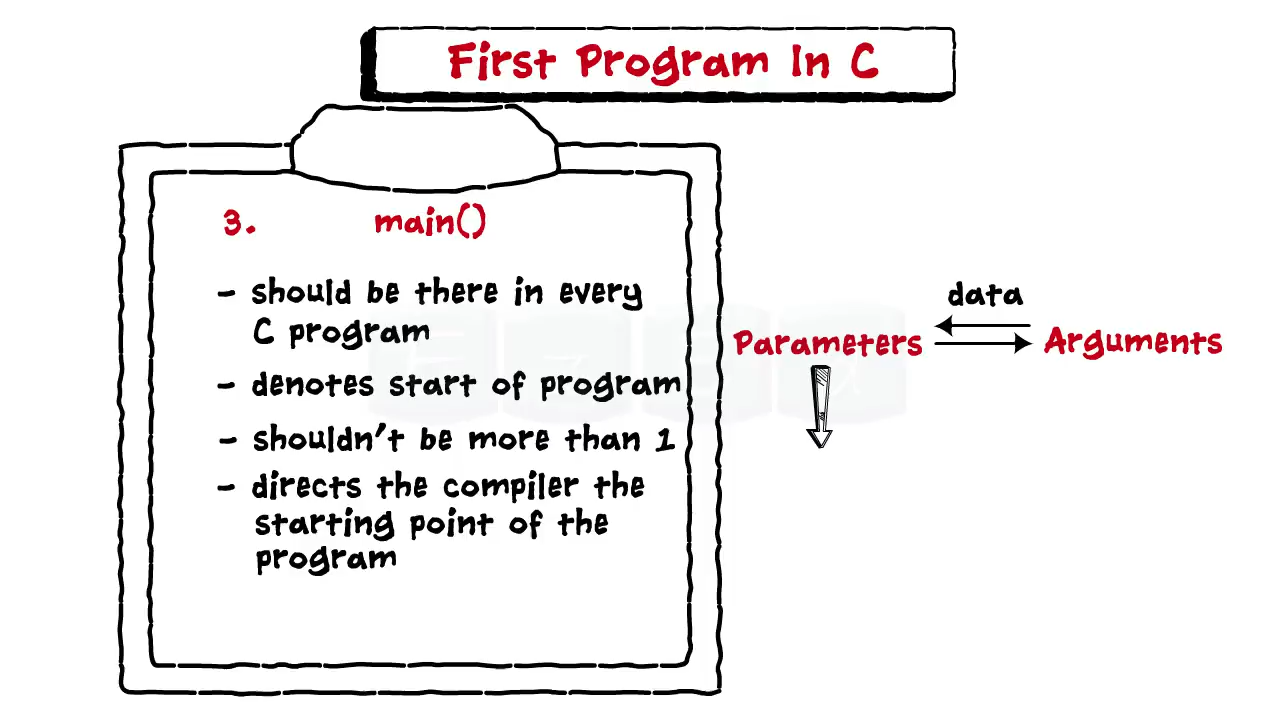 First Program In C
3. main()
- should be there in every
C program
- denotes start of program
- shouldn't be more than 1
- directs the compiler the
starting point of the
program
data
Parameters
Arguments